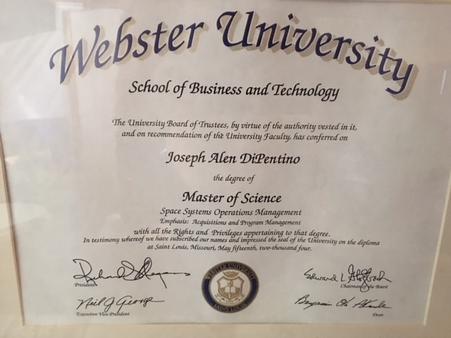 Webster University
School of Business and Technology
The University Board of Trustees, by virtue of the authority vested in it,
and on recommendation of the University Faculty, has conferred on
Joseph Alen DiPentino
the degree of
Master of Science
Space Systems Operations Management
Emphasis: Acquisitions and Program Management
with all the Rights and Privileges appertaining to that degree.
In testimony whereof we have subscribed our names and impressed the seal of the University on the diploma
at Saint Louis, Missouri, May fifteenth, two-thousand, four.
President
Chairman of the Board
WEBSTER UNIVERSITY
Neil J. George
Executive Vice President
Dean